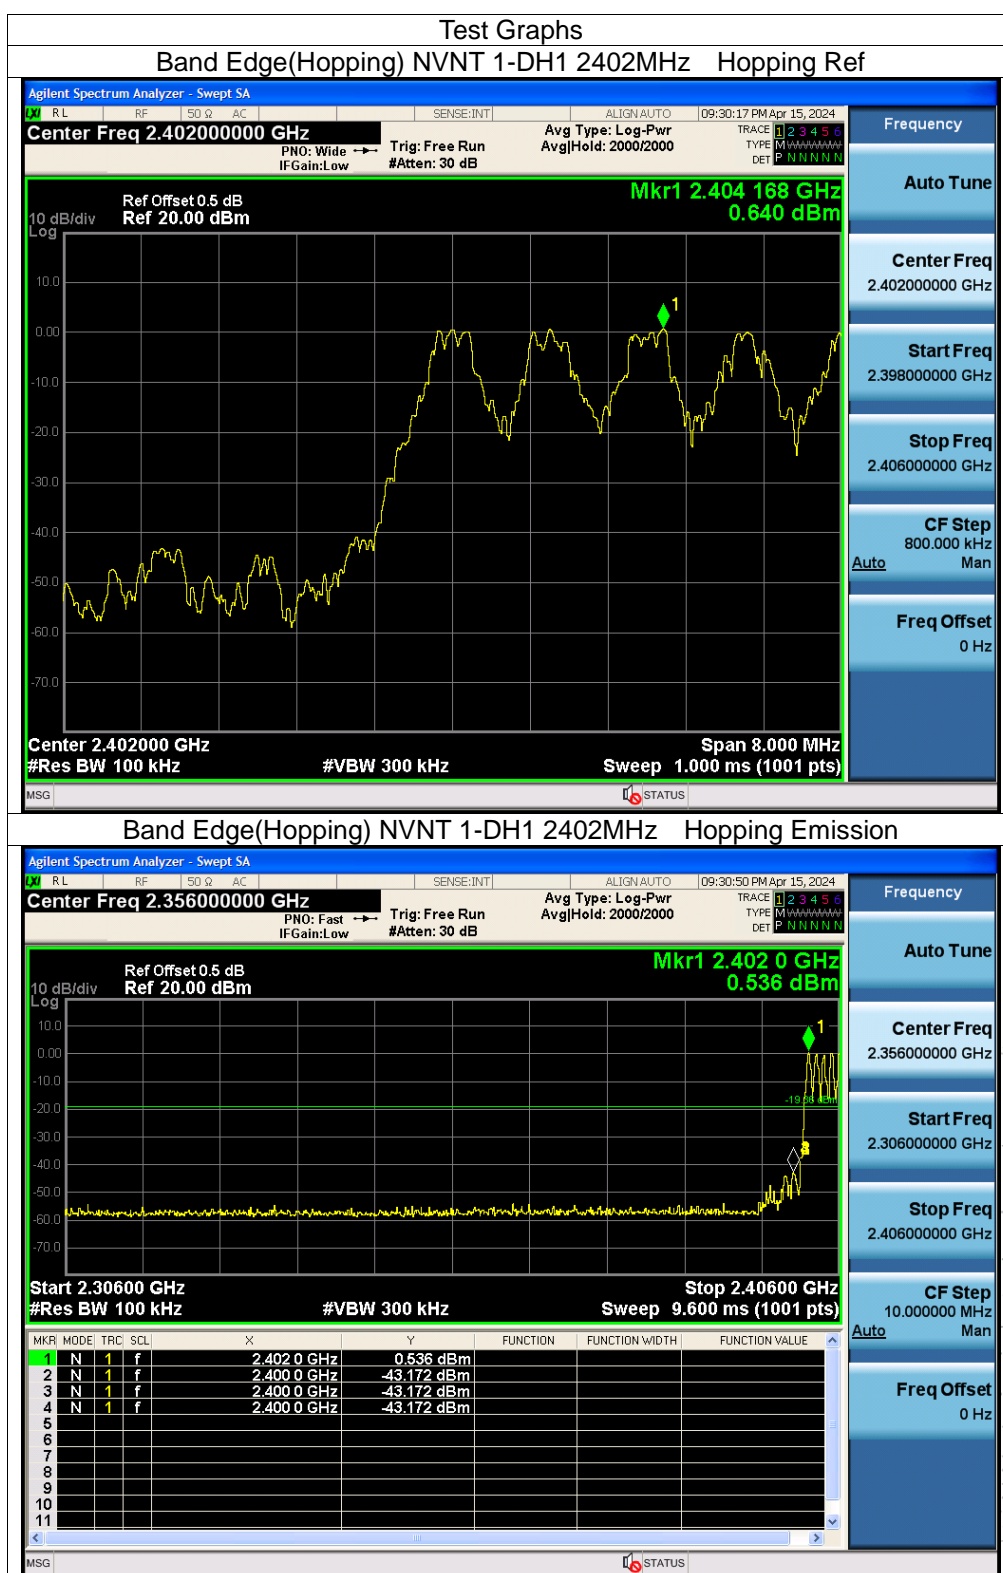 Test Graphs
Band Edge(Hopping) NVNT 1-DH1 2402MHz Hopping Ref
Agilent Spectrum Analyzer - Swept SA
LXI RL RF 50 Ω AC SENSE:INT ALIGNAUTO 09:30:17 PM Apr 15, 2024
Center Freq 2.402000000 GHz
PNO: Wide
IFGain:Low
Trig: Free Run
#Atten: 30 dB
Avg Type: Log-Pwr
Avg|Hold: 2000/2000
TRACE 1 2 3 4 5 6
TYPE M
DET P N N N N N
Frequency
Auto Tune
Center Freq
2.402000000 GHz
Start Freq
2.398000000 GHz
Stop Freq
2.406000000 GHz
CF Step
800.000 kHz
Auto Man
Freq Offset
0 Hz
Mkr1 2.404 168 GHz
0.640 dBm
Ref Offset 0.5 dB
10 dB/div Ref 20.00 dBm
Log
10.0
0.00
-10.0
-20.0
-30.0
-40.0
-50.0
-60.0
-70.0
1
Center 2.402000 GHz Span 8.000 MHz
#Res BW 100 kHz #VBW 300 kHz Sweep 1.000 ms (1001 pts)
MSG STATUS
Band Edge(Hopping) NVNT 1-DH1 2402MHz Hopping Emission
Agilent Spectrum Analyzer - Swept SA
LXI RL RF 50 Ω AC SENSE:INT ALIGNAUTO 09:30:50 PM Apr 15, 2024
Center Freq 2.356000000 GHz
PNO: Fast
IFGain:Low
Trig: Free Run
#Atten: 30 dB
Avg Type: Log-Pwr
Avg|Hold: 2000/2000
TRACE 1 2 3 4 5 6
TYPE M
DET P N N N N N
Frequency
Auto Tune
Center Freq
2.356000000 GHz
Start Freq
2.306000000 GHz
Stop Freq
2.406000000 GHz
CF Step
10.000000 MHz
Auto Man
Freq Offset
0 Hz
Mkr1 2.402 0 GHz
0.536 dBm
Ref Offset 0.5 dB
10 dB/div Ref 20.00 dBm
Log
10.0
0.00
-10.0
-20.0
-30.0
-40.0
-50.0
-60.0
-70.0
1
Start 2.30600 GHz Stop 2.40600 GHz
#Res BW 100 kHz #VBW 300 kHz Sweep 9.600 ms (1001 pts)
MKR MODE TRC SCL X Y FUNCTION FUNCTION WIDTH FUNCTION VALUE
1 N 1 f 2.402 0 GHz 0.536 dBm
2 N 1 f 2.400 0 GHz -43.172 dBm
3 N 1 f 2.400 0 GHz -43.172 dBm
4 N 1 f 2.400 0 GHz -43.172 dBm
5
6
7
8
9
10
11
MSG STATUS